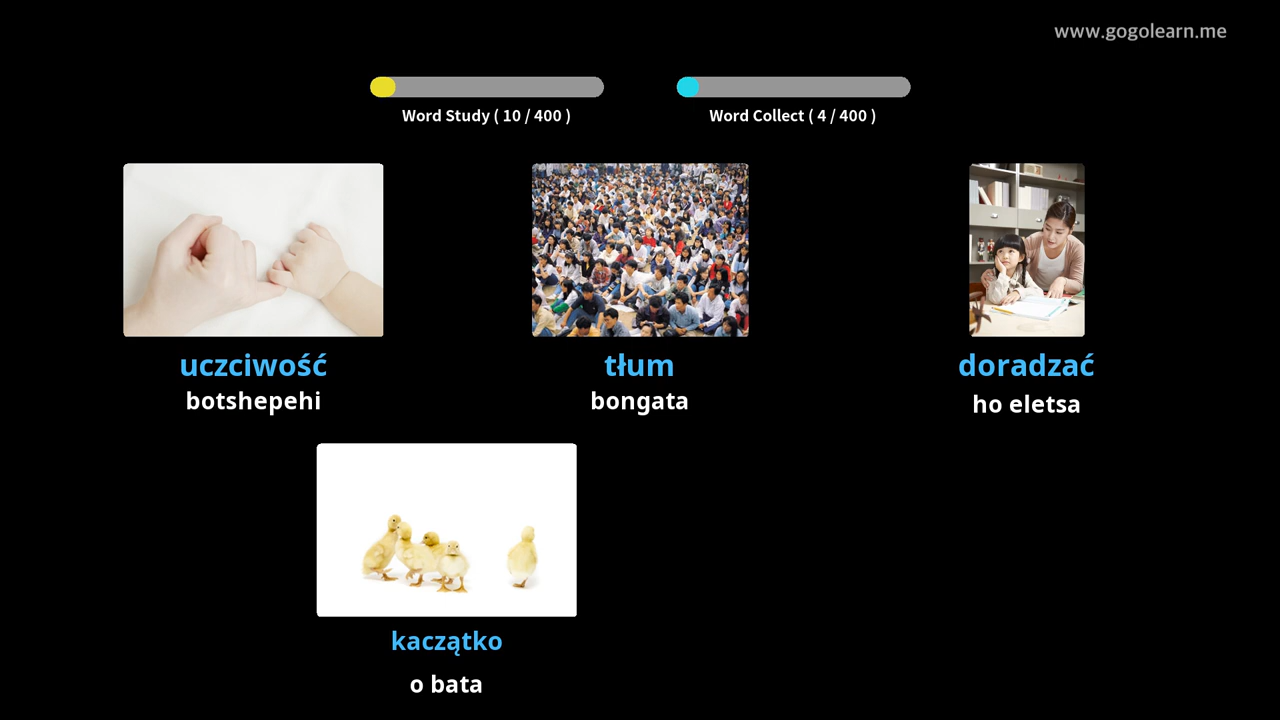 www.gogolearn.me
Word Study ( 10 / 400 )
Word Collect ( 4 / 400 )
uczciwość
botshepehi
tłum
bongata
doradzać
ho eletsa
kaczątko
o bata